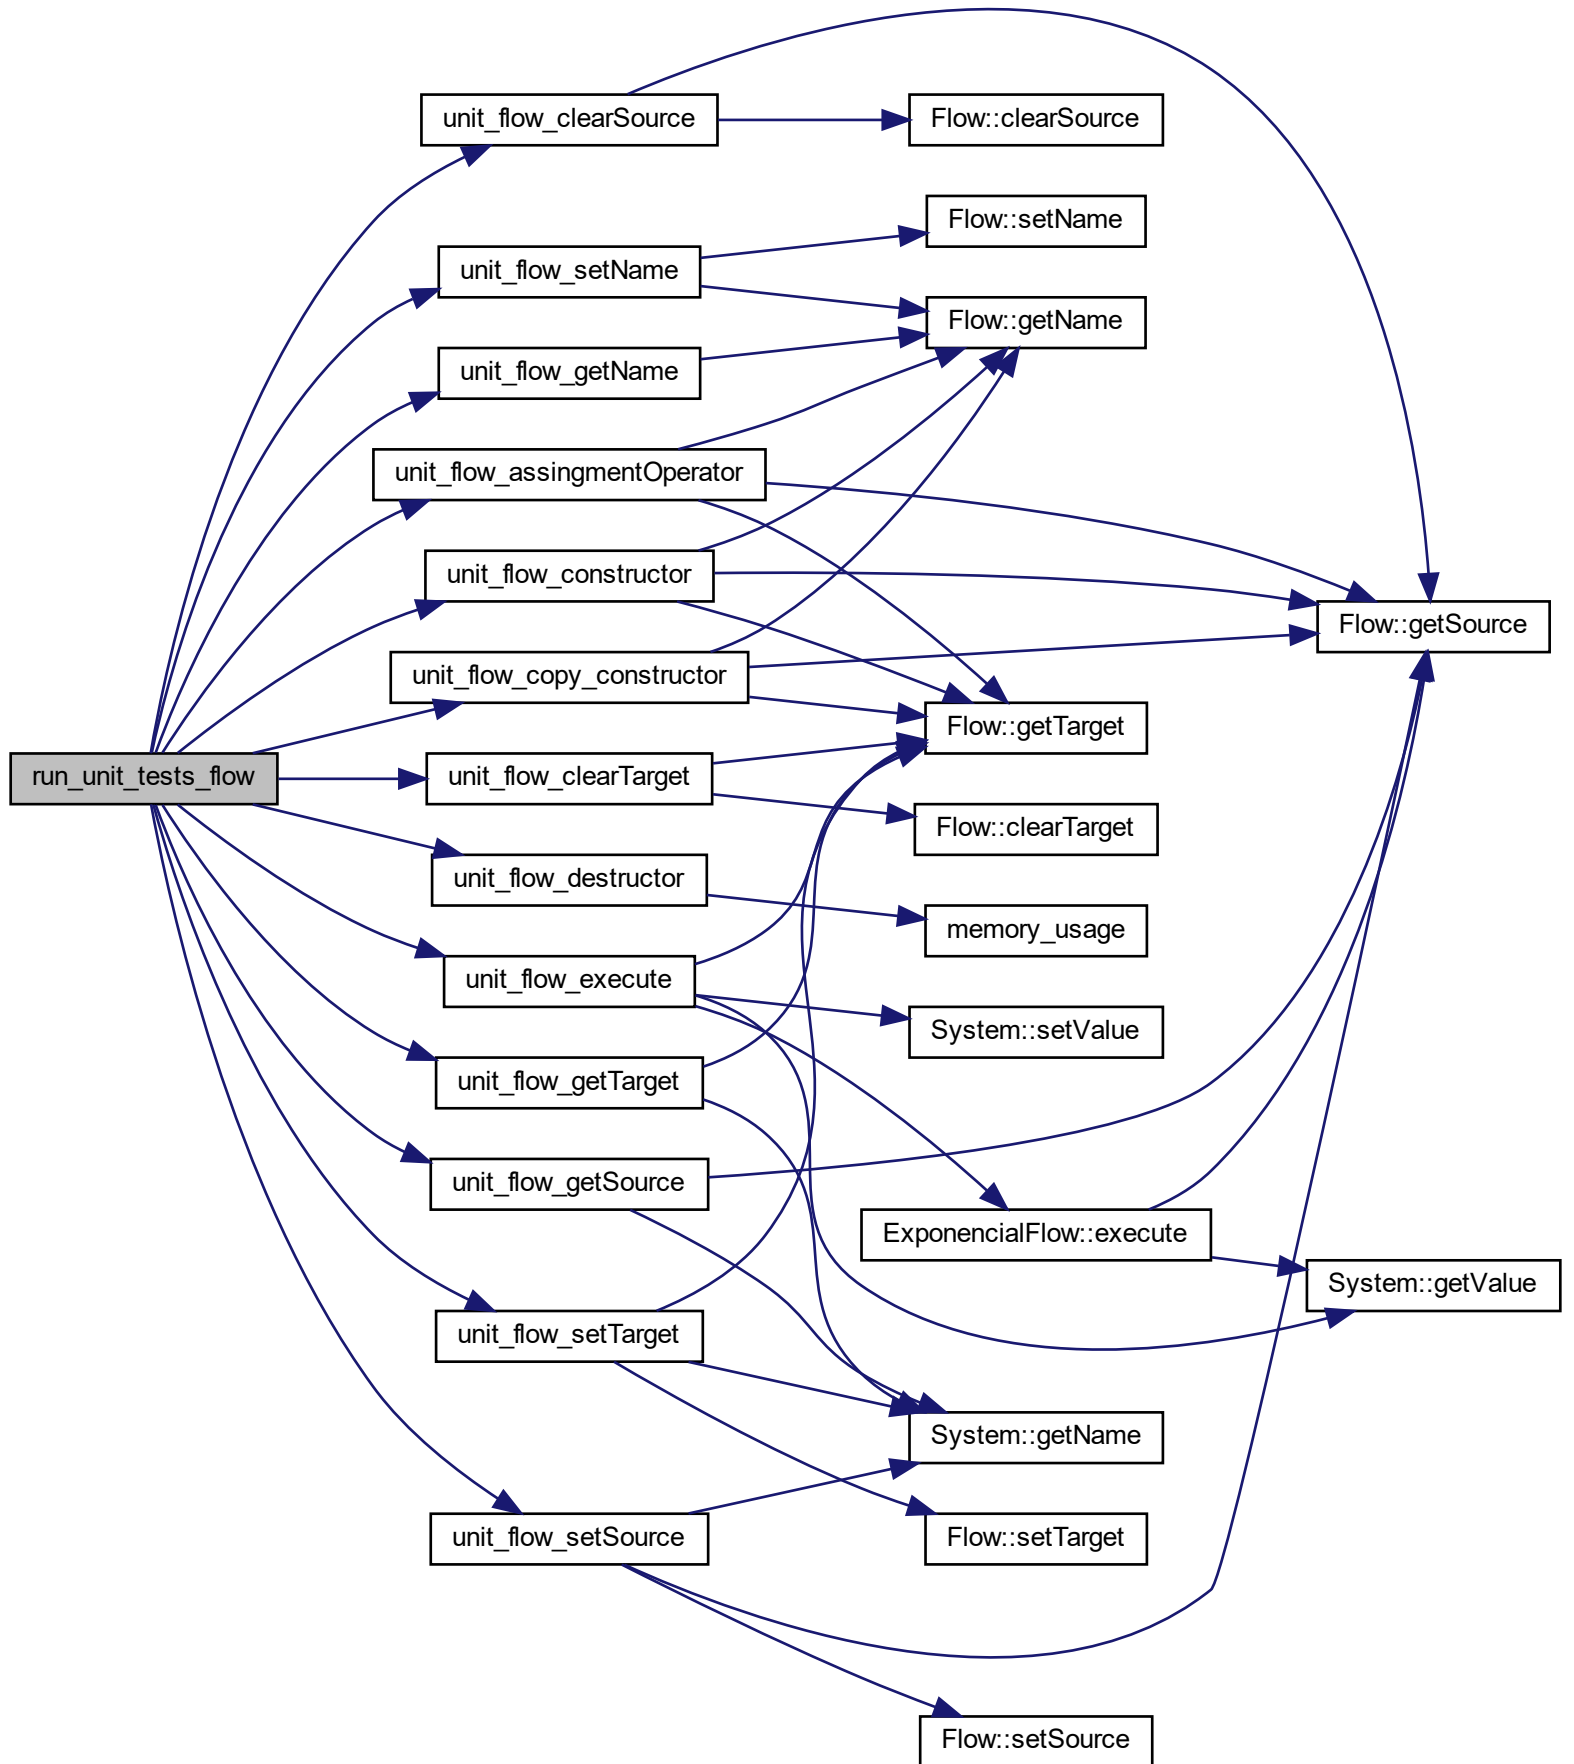 unit_flow_clearSource
Flow::clearSource
Flow::setName
unit_flow_setName
Flow::getName
unit_flow_getName
unit_flow_assingmentOperator
unit_flow_constructor
Flow::getSource
unit_flow_copy_constructor
Flow::getTarget
run_unit_tests_flow
unit_flow_clearTarget
Flow::clearTarget
unit_flow_destructor
memory_usage
unit_flow_execute
System::setValue
unit_flow_getTarget
unit_flow_getSource
ExponencialFlow::execute
System::getValue
unit_flow_setTarget
System::getName
unit_flow_setSource
Flow::setTarget
Flow::setSource